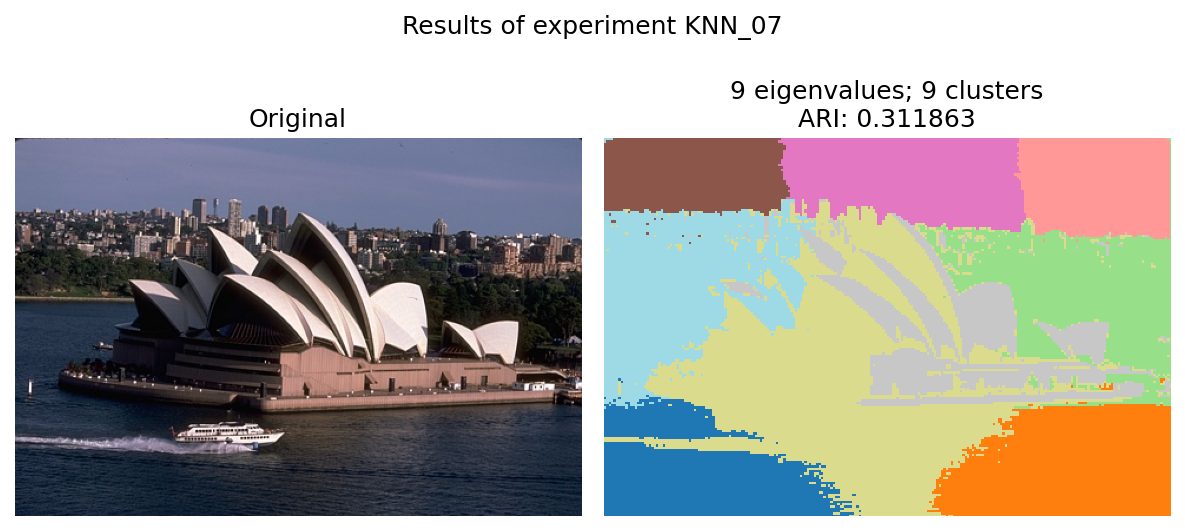 Results of experiment KNN_07
Original
9 eigenvalues; 9 clusters
ARI: 0.311863